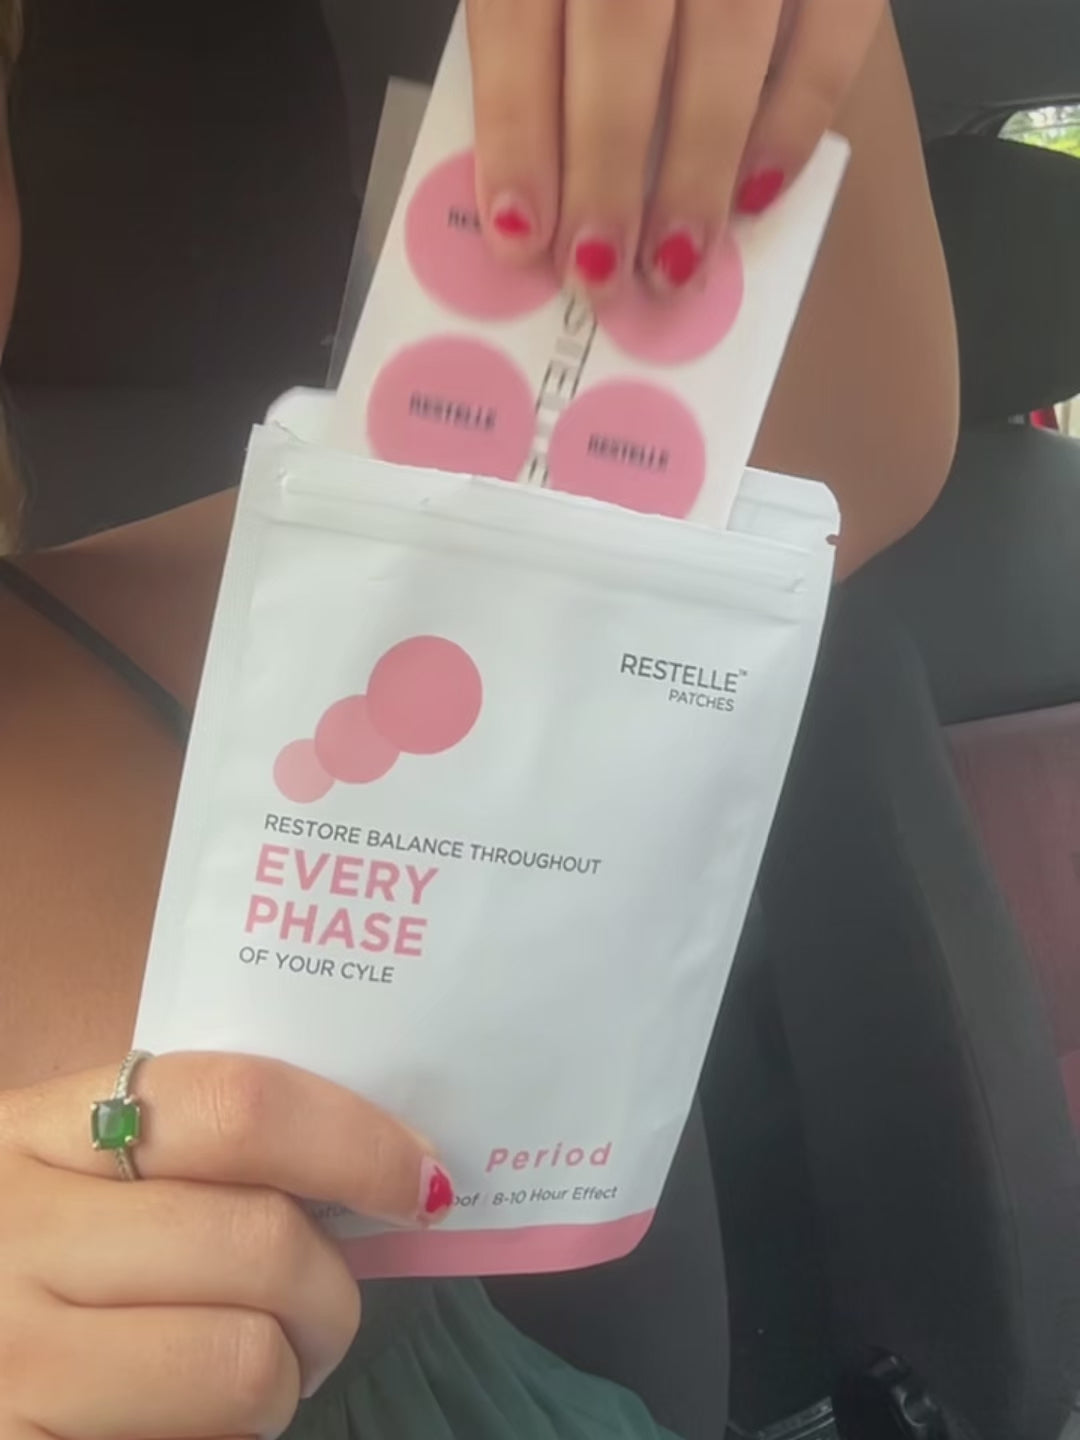 RESTELLE
RESTELLE
RESTELLE™
PATCHES
RESTORE BALANCE THROUGHOUT
EVERY
PHASE
OF YOUR CYLE
Period
8-10 Hour Effect